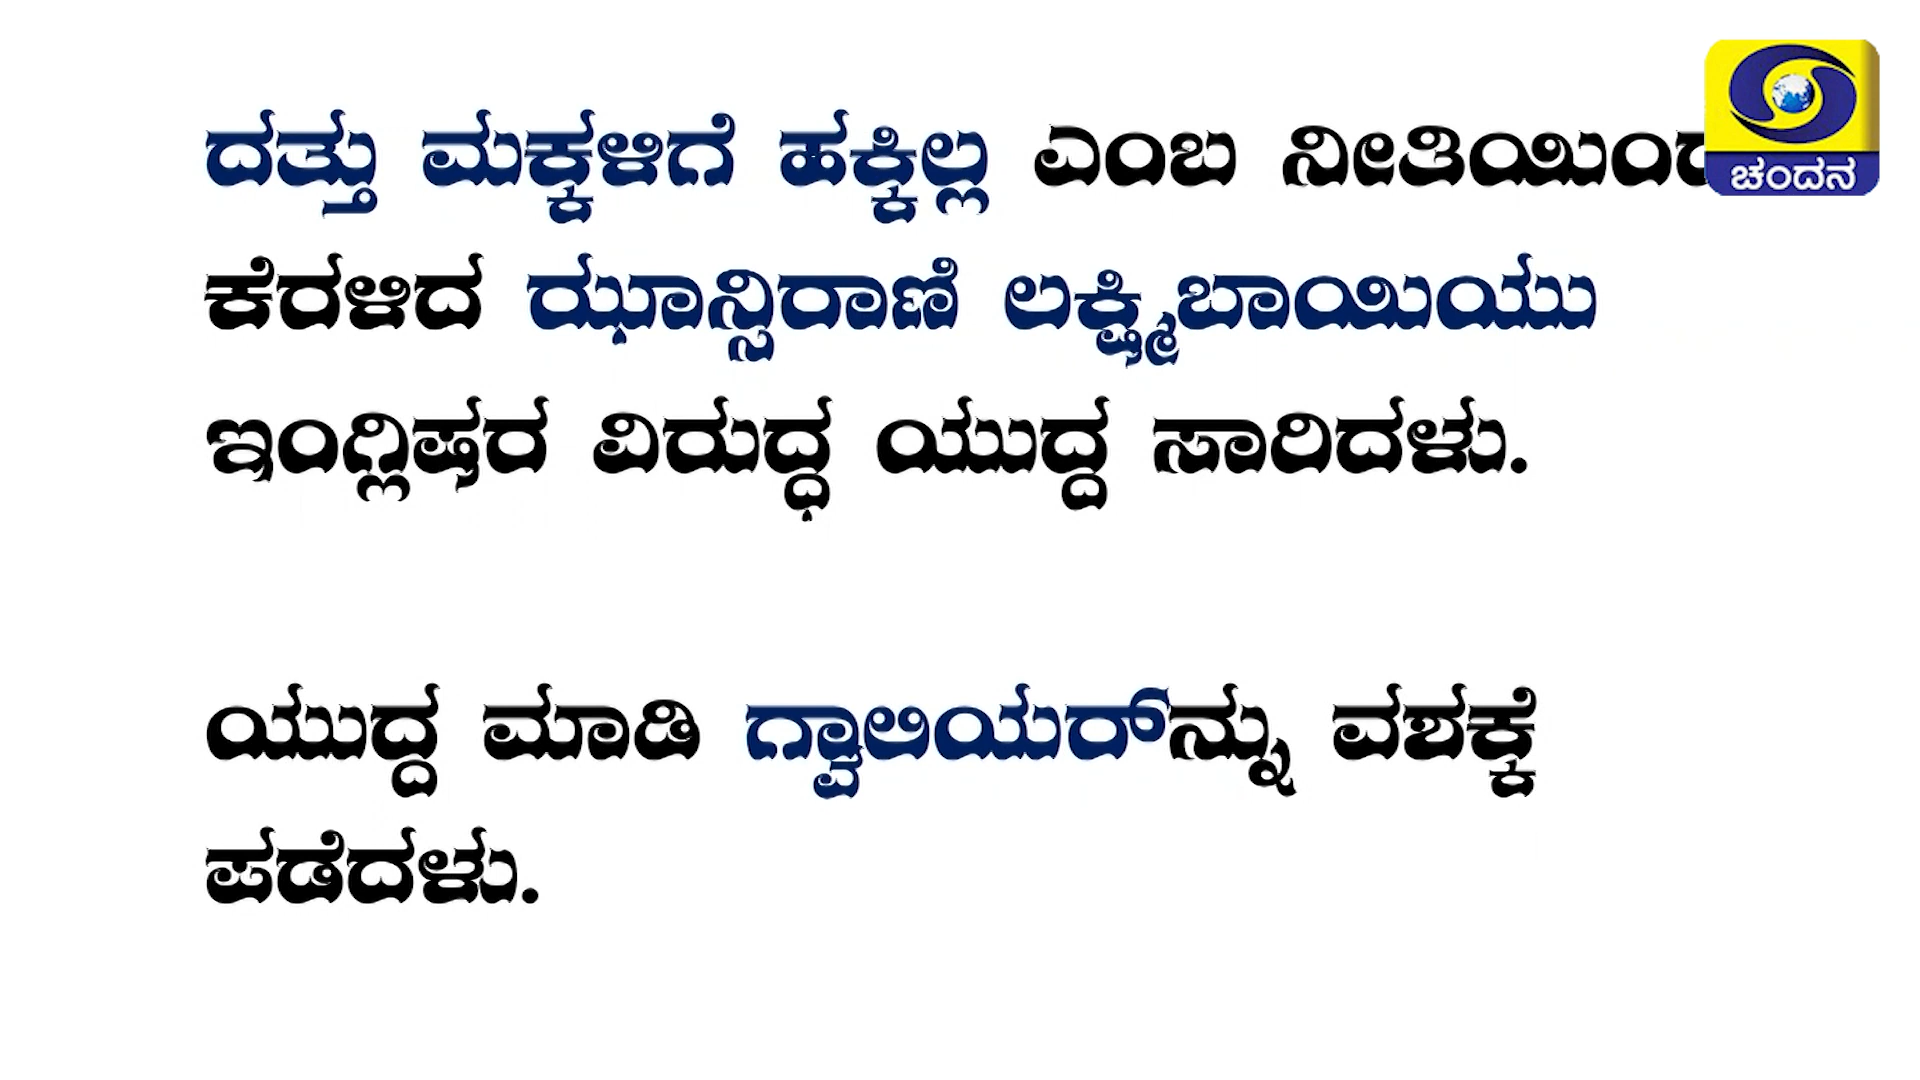 ದತ್ತು ಮಕ್ಕಳಿಗೆ ಹಕ್ಕಿಲ್ಲ ಎಂಬ ನೀತಿಯಿಂದ
ಚಂದನ
ಕೆರಳಿದ ಝಾನ್ಸಿರಾಣಿ ಲಕ್ಷ್ಮಿಬಾಯಿಯು
ಇಂಗ್ಲಿಷರ ವಿರುದ್ಧ ಯುದ್ದ ಸಾರಿದಳು.
ಯುದ್ದ ಮಾಡಿ ಗ್ವಾಲಿಯರ್‌ನ್ನು ವಶಕ್ಕೆ
ಪಡೆದಳು.